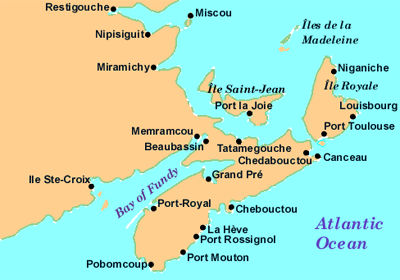 Restigouche
Miscou
Nipisiguit
Îles de la
Madeleine
Miramichy
Niganiche
Île Saint-Jean
Île Royale
Port la Joie
Louisbourg
Port Toulouse
Memramcou
Beaubassin
Tatamegouche
Chedabouctou
Canceau
Grand Pré
Ile Ste-Croix
Bay of Fundy
Port-Royal
Chebouctou
Atlantic
Ocean
La Hève
Port Rossignol
Port Mouton
Pobomcoup